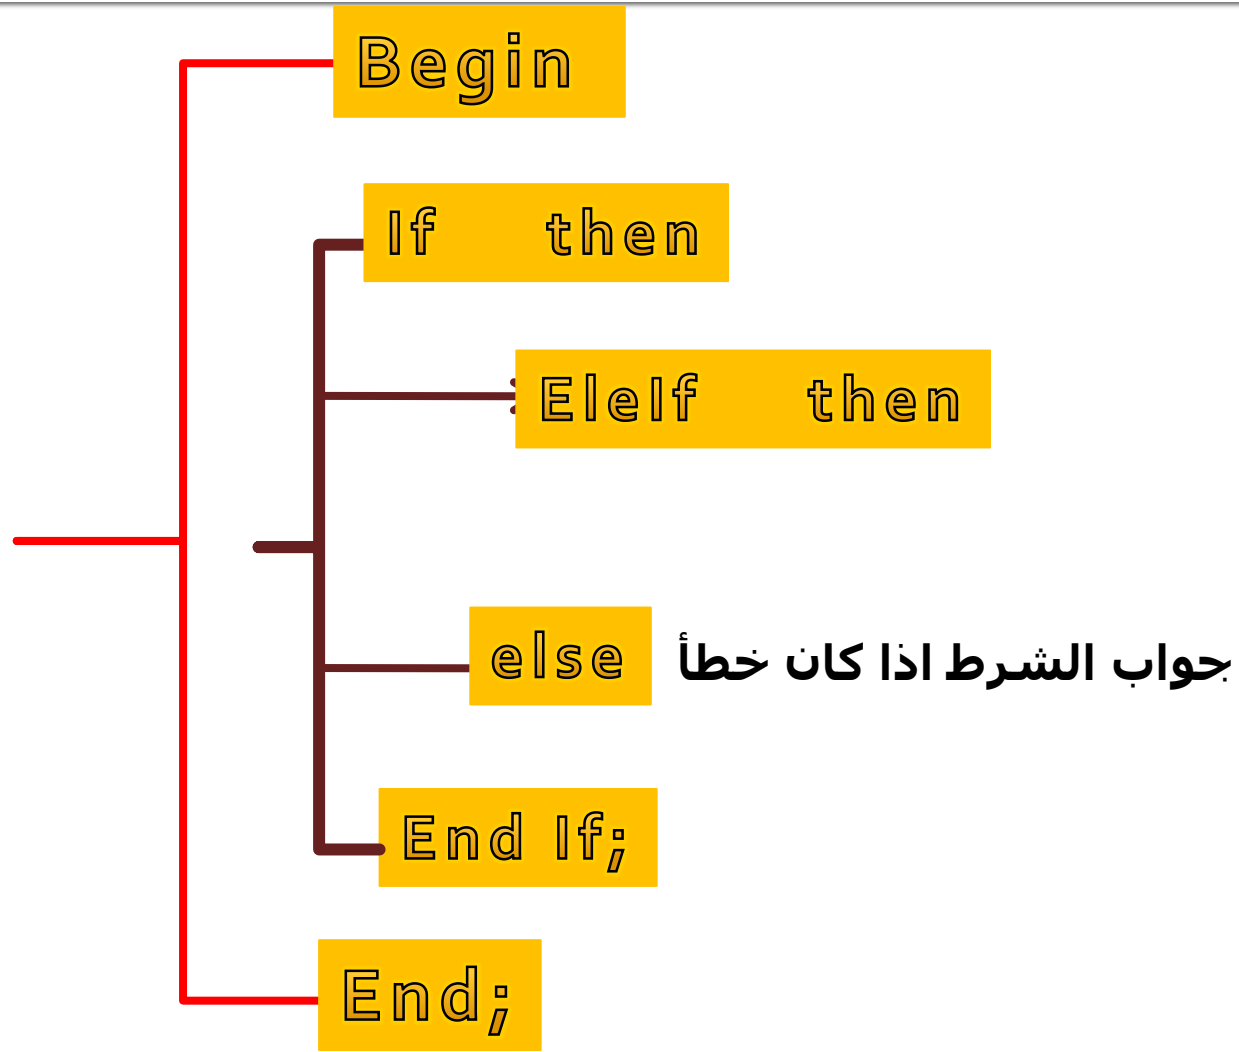 Begin
If then
EleIf then
else جواب الشرط اذا كان خطأ
End If;
End;